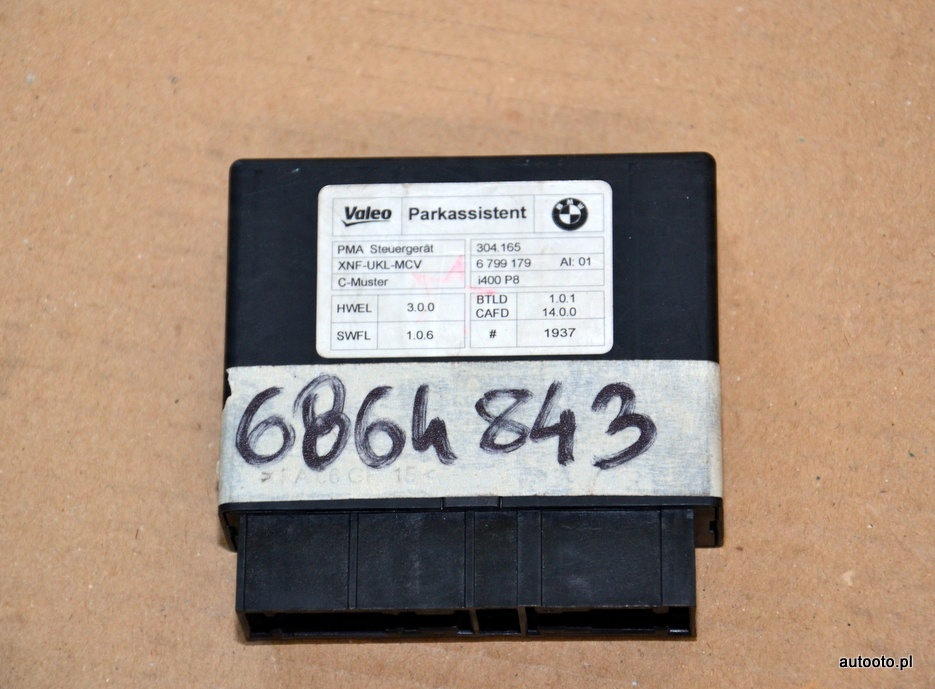 Valeo Parkassistent BMW
PMA Steuergerät 304.165
XNF-UKL-MCV 6 799 179 AI: 01
C-Muster i400 P8
HWEL 3.0.0 BTLD 1.0.1
CAFD 14.0.0
SWFL 1.0.6 # 1937
6864843
autooto.pl